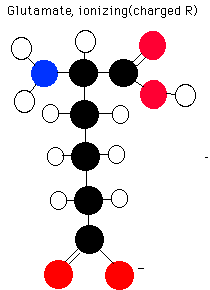 Glutamate, ionizing(charged R)
-
-